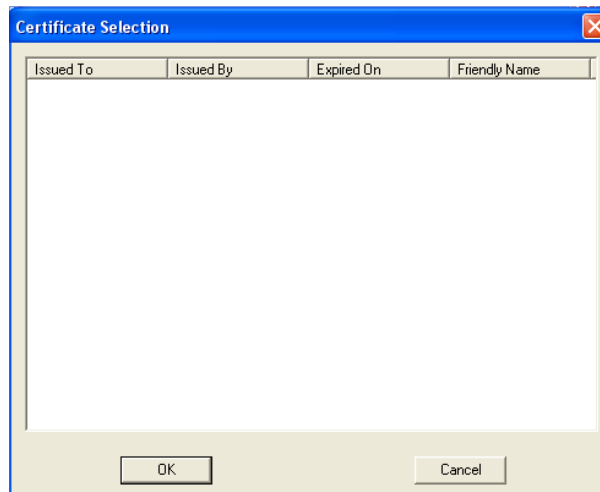 Certificate Selection
Issued To Issued By Expired On Friendly Name
OK Cancel